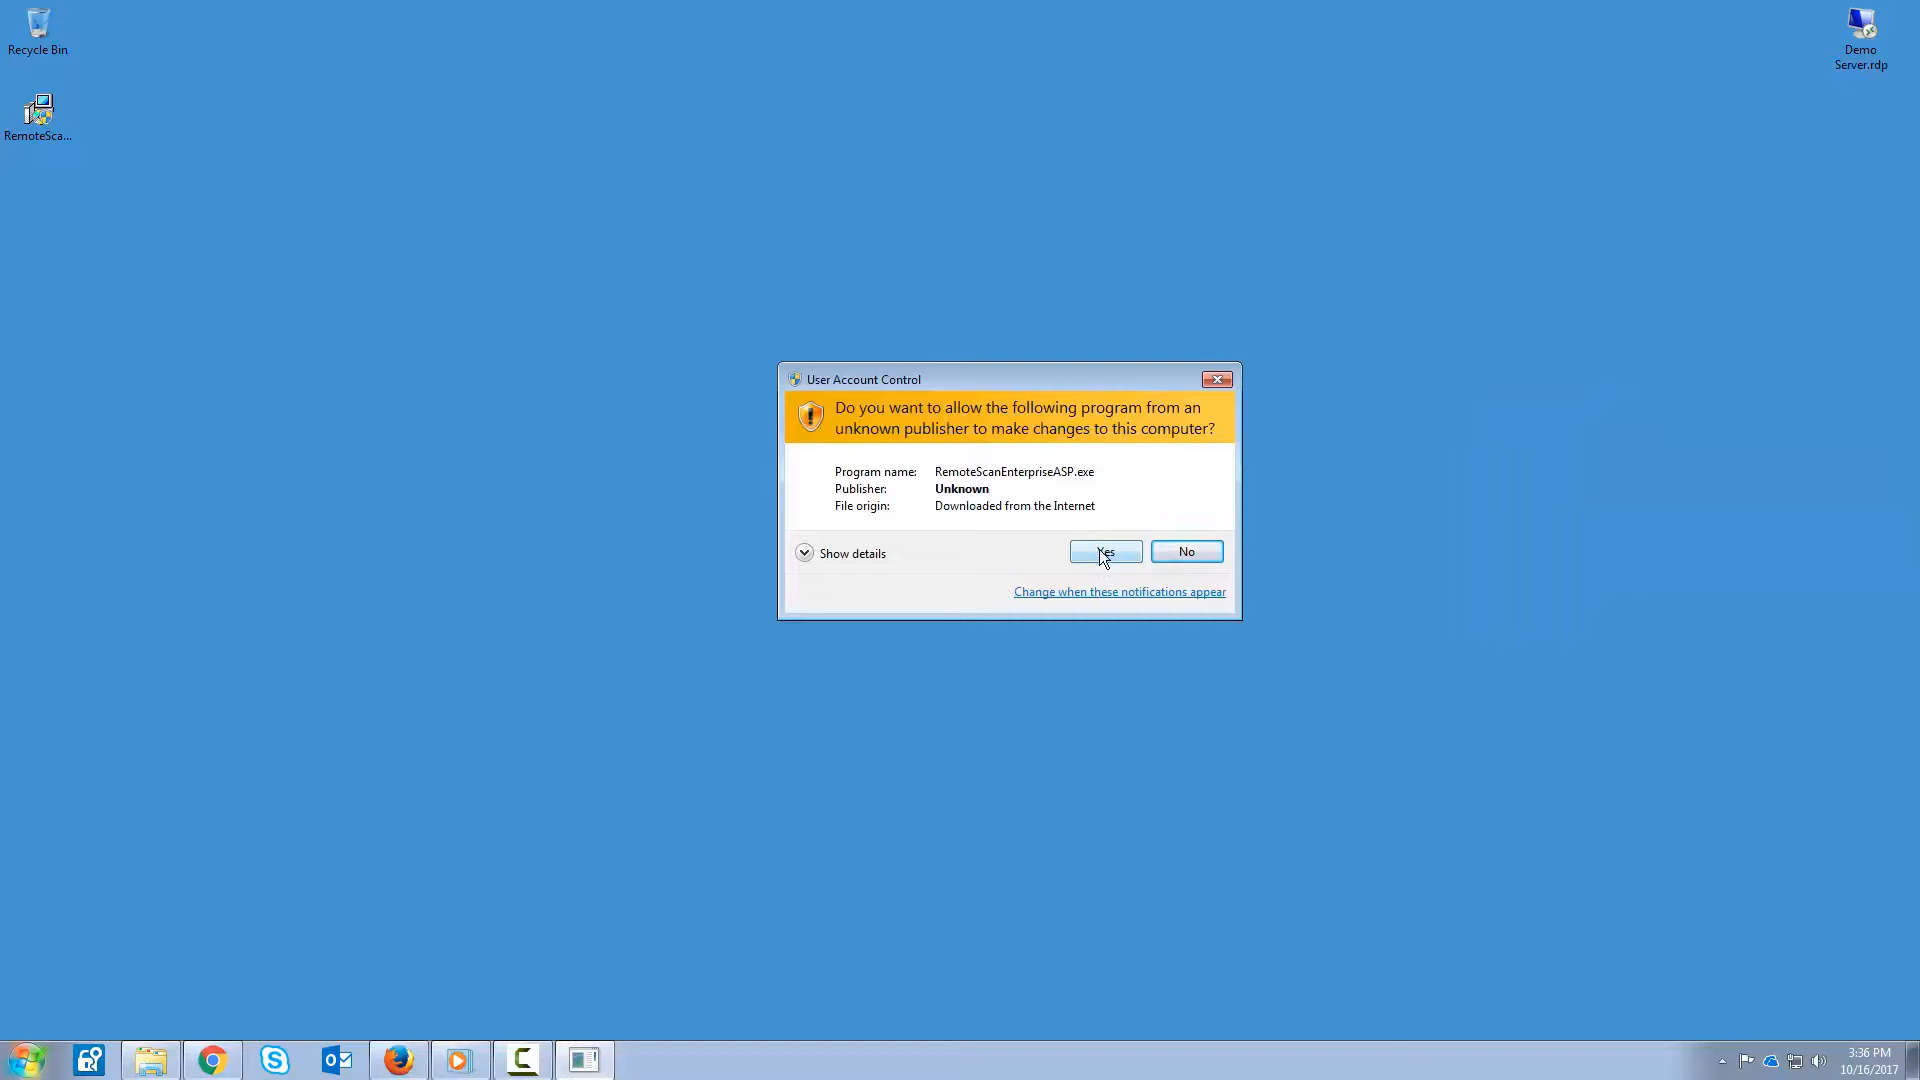 Recycle Bin
RemoteSca...
Demo
Server.rdp
User Account Control
Do you want to allow the following program from an
unknown publisher to make changes to this computer?
Program name: RemoteScanEnterpriseASP.exe
Publisher: Unknown
File origin: Downloaded from the Internet
Show details
Yes
No
Change when these notifications appear
3:36 PM
10/16/2017